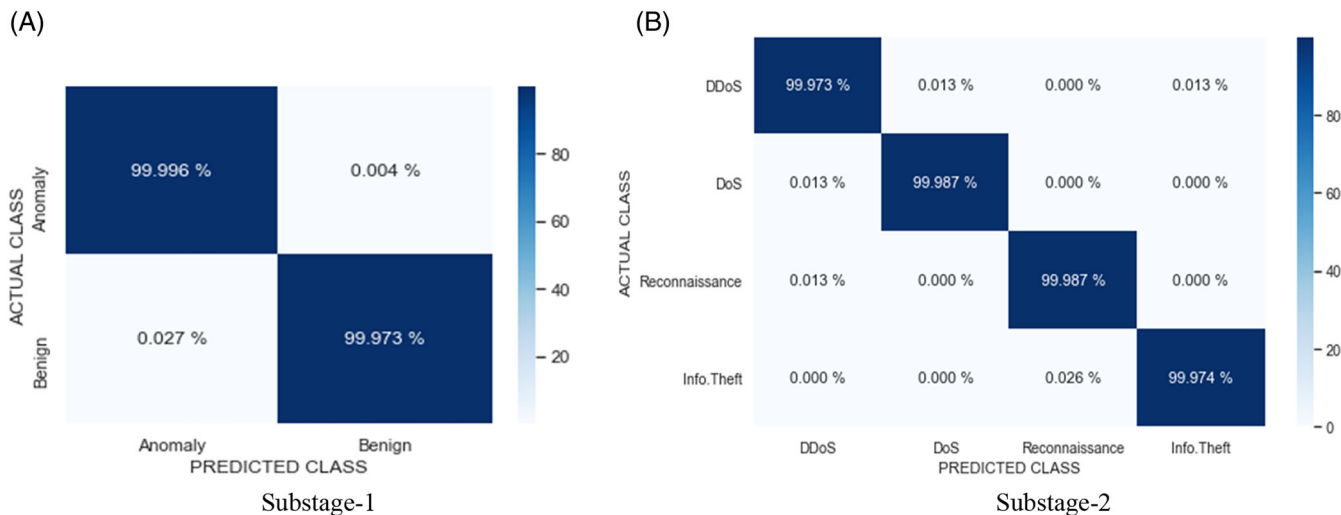 (A)
ACTUAL CLASS
Anomaly
Benign
99.996 %
0.004 %
0.027 %
99.973 %
80
60
40
20
Anomaly
Benign
PREDICTED CLASS
Substage-1
(B)
ACTUAL CLASS
DDoS
99.973 %
0.013 %
0.000 %
0.013 %
DoS
0.013 %
99.987 %
0.000 %
0.000 %
Reconnaissance
0.013 %
0.000 %
99.987 %
0.000 %
Info.Theft
0.000 %
0.000 %
0.026 %
99.974 %
80
60
40
20
0
DDoS
DoS
Reconnaissance
Info.Theft
PREDICTED CLASS
Substage-2